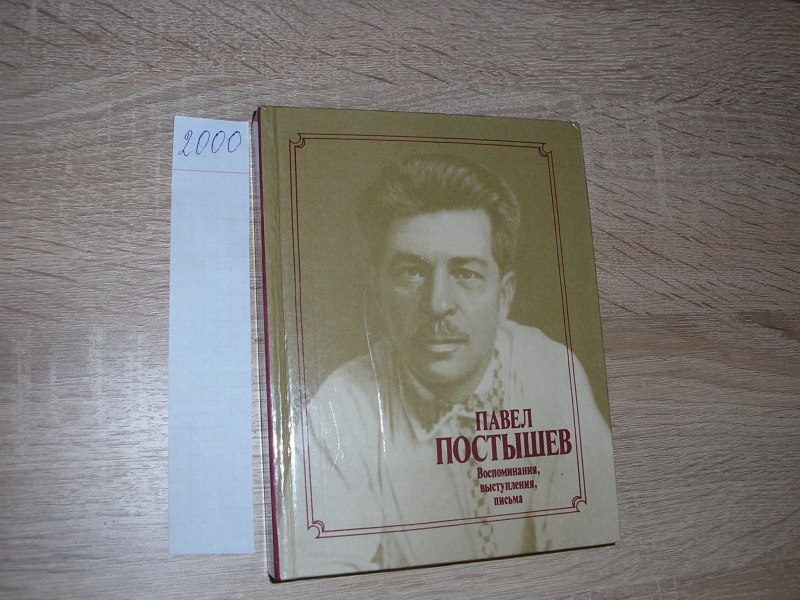 2000
ПАВЕЛ
ПОСТЫШЕВ
Воспоминания,
выступления,
письма